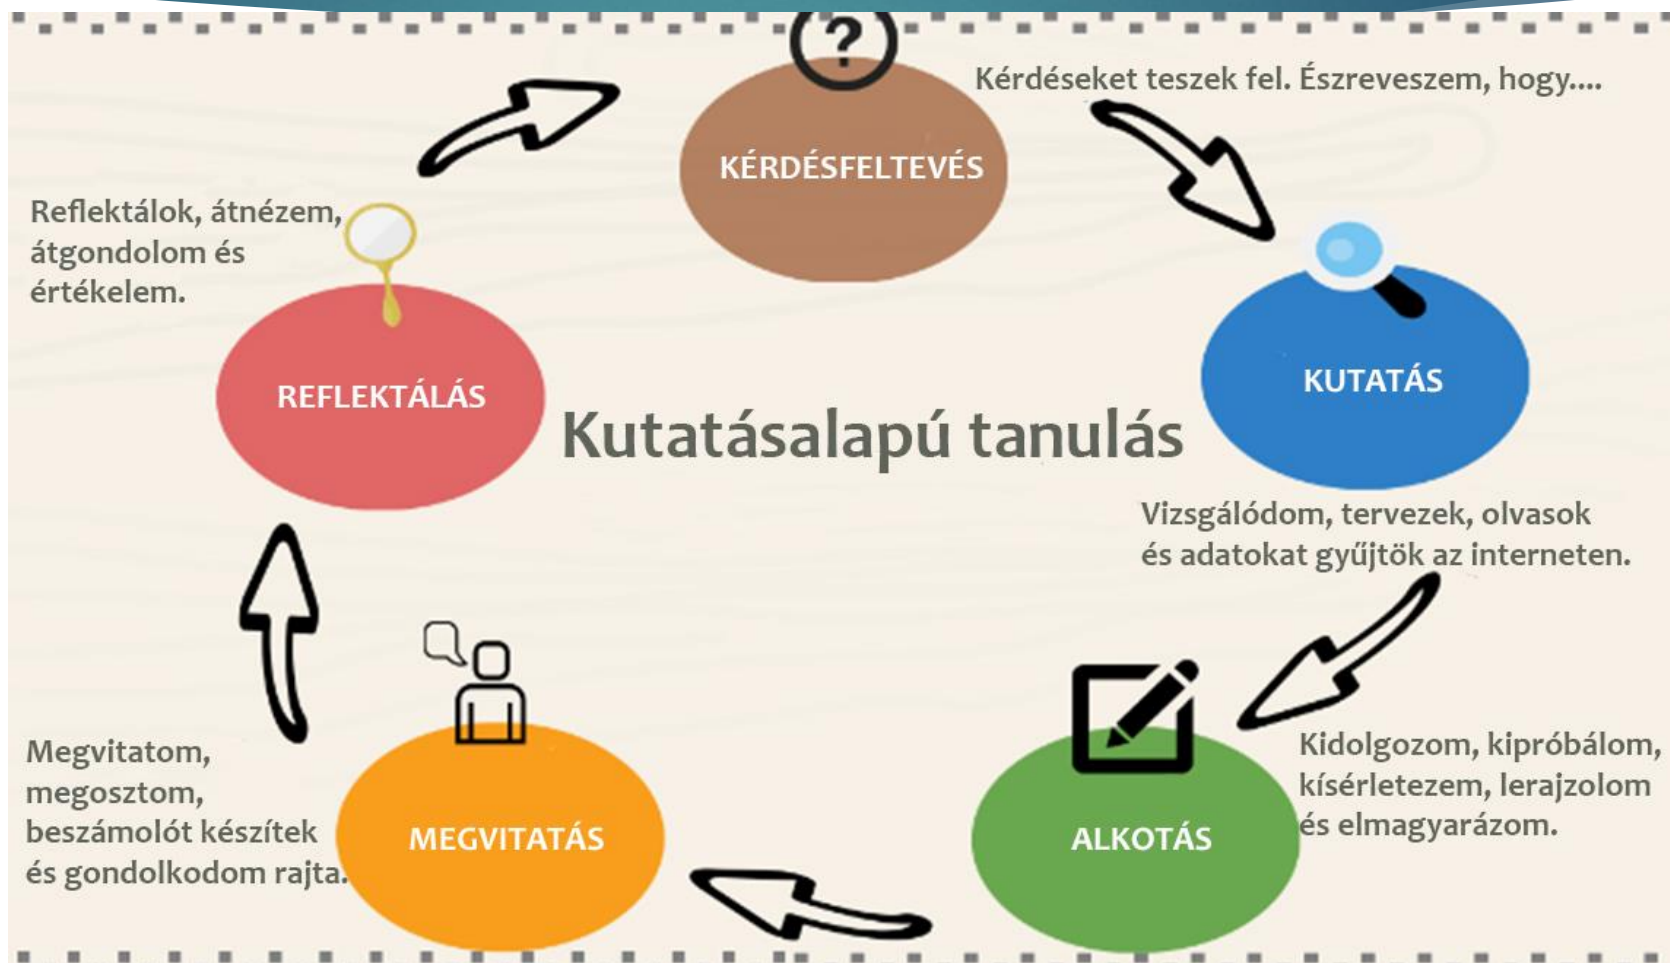 ?
Kérdéseket teszek fel. Észreveszem, hogy....
KÉRDÉSFELTEVÉS
KUTATÁS
Vizsgálódom, tervezek, olvasok
és adatokat gyűjtök az interneten.
Kidolgozom, kipróbálom,
kísérletezem, lerajzolom
és elmagyarázom.
ALKOTÁS
MEGVITATÁS
Megvitatom,
megosztom,
beszámolót készítek
és gondolkodom rajta.
Reflektálok, átnézem,
átgondolom és
értékelem.
REFLEKTÁLÁS
Kutatásalapú tanulás